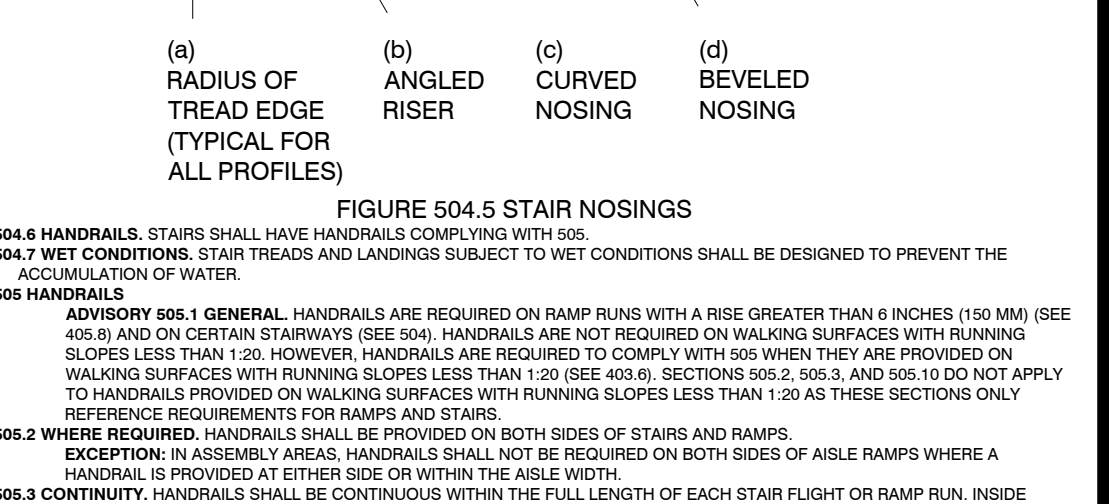 (a)
RADIUS OF
TREAD EDGE
(TYPICAL FOR
ALL PROFILES)
(b)
ANGLED
RISER
(c)
CURVED
NOSING
(d)
BEVELED
NOSING
FIGURE 504.5 STAIR NOSINGS
504.6 HANDRAILS. STAIRS SHALL HAVE HANDRAILS COMPLYING WITH 505.
504.7 WET CONDITIONS. STAIR TREADS AND LANDINGS SUBJECT TO WET CONDITIONS SHALL BE DESIGNED TO PREVENT THE
ACCUMULATION OF WATER.
505 HANDRAILS
ADVISORY 505.1 GENERAL. HANDRAILS ARE REQUIRED ON RAMP RUNS WITH A RISE GREATER THAN 6 INCHES (150 MM) (SEE
405.8) AND ON CERTAIN STAIRWAYS (SEE 504). HANDRAILS ARE NOT REQUIRED ON WALKING SURFACES WITH RUNNING
SLOPES LESS THAN 1:20. HOWEVER, HANDRAILS ARE REQUIRED TO COMPLY WITH 505 WHEN THEY ARE PROVIDED ON
WALKING SURFACES WITH RUNNING SLOPES LESS THAN 1:20 (SEE 403.6). SECTIONS 505.2, 505.3, AND 505.10 DO NOT APPLY
TO HANDRAILS PROVIDED ON WALKING SURFACES WITH RUNNING SLOPES LESS THAN 1:20 AS THESE SECTIONS ONLY
REFERENCE REQUIREMENTS FOR RAMPS AND STAIRS.
505.2 WHERE REQUIRED. HANDRAILS SHALL BE PROVIDED ON BOTH SIDES OF STAIRS AND RAMPS.
EXCEPTION: IN ASSEMBLY AREAS, HANDRAILS SHALL NOT BE REQUIRED ON BOTH SIDES OF AISLE RAMPS WHERE A
HANDRAIL IS PROVIDED AT EITHER SIDE OR WITHIN THE AISLE WIDTH.
505.3 CONTINUITY. HANDRAILS SHALL BE CONTINUOUS WITHIN THE FULL LENGTH OF EACH STAIR FLIGHT OR RAMP RUN. INSIDE